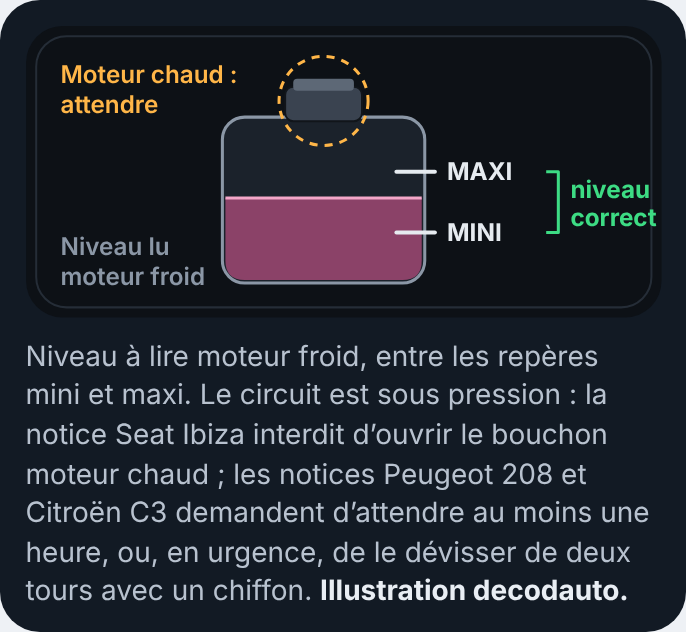 Moteur chaud :
attendre
MAXI
niveau
correct
MINI
Niveau lu
moteur froid
Niveau à lire moteur froid, entre les repères
mini et maxi. Le circuit est sous pression : la
notice Seat Ibiza interdit d’ouvrir le bouchon
moteur chaud ; les notices Peugeot 208 et
Citroën C3 demandent d’attendre au moins une
heure, ou, en urgence, de le dévisser de deux
tours avec un chiffon. Illustration decodauto.